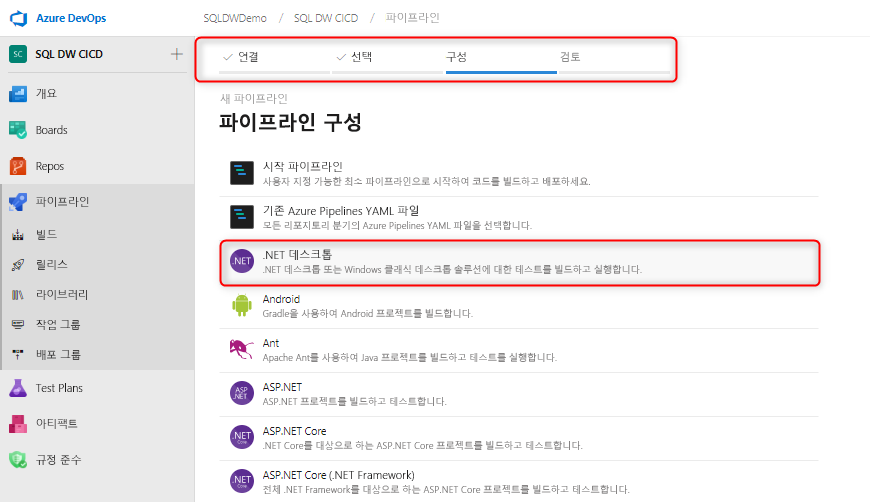 Azure DevOps
SQLDWDemo / SQL DW CICD / 파이프라인
SC SQL DW CICD +
개요
Boards
Repos
파이프라인
빌드
릴리스
라이브러리
작업 그룹
배포 그룹
Test Plans
아티팩트
규정 준수
연결 선택 구성 검토
새 파이프라인
파이프라인 구성
시작 파이프라인
사용자 지정 가능한 최소 파이프라인으로 시작하여 코드를 빌드하고 배포하세요.
기존 Azure Pipelines YAML 파일
모든 리포지토리 분기의 Azure Pipelines YAML 파일을 선택합니다.
.NET
.NET 데스크톱
.NET 데스크톱 또는 Windows 클래식 데스크톱 솔루션에 대한 테스트를 빌드하고 실행합니다.
Android
Gradle을 사용하여 Android 프로젝트를 빌드합니다.
Ant
Apache Ant를 사용하여 Java 프로젝트를 빌드하고 테스트를 실행합니다.
ASP
.NET
ASP.NET
ASP.NET 프로젝트를 빌드하고 테스트합니다.
.NET
Core
ASP.NET Core
.NET Core를 대상으로 하는 ASP.NET Core 프로젝트를 빌드하고 테스트합니다.
.NET
Core
ASP.NET Core (.NET Framework)
전체 .NET Framework를 대상으로 하는 ASP.NET Core 프로젝트를 빌드하고 테스트합니다.